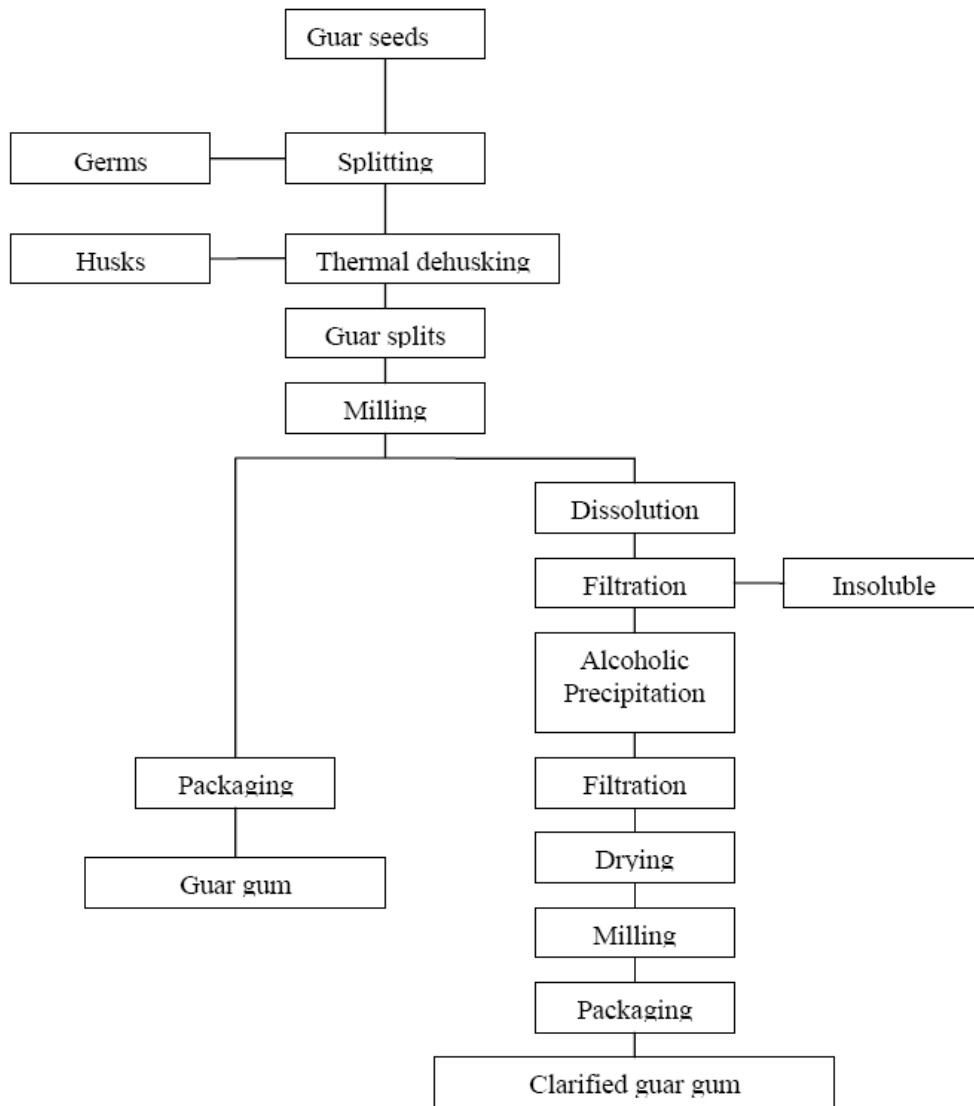 Guar seeds
Germs
Splitting
Husks
Thermal dehusking
Guar splits
Milling
Dissolution
Filtration
Insoluble
Alcoholic
Precipitation
Packaging
Filtration
Guar gum
Drying
Milling
Packaging
Clarified guar gum